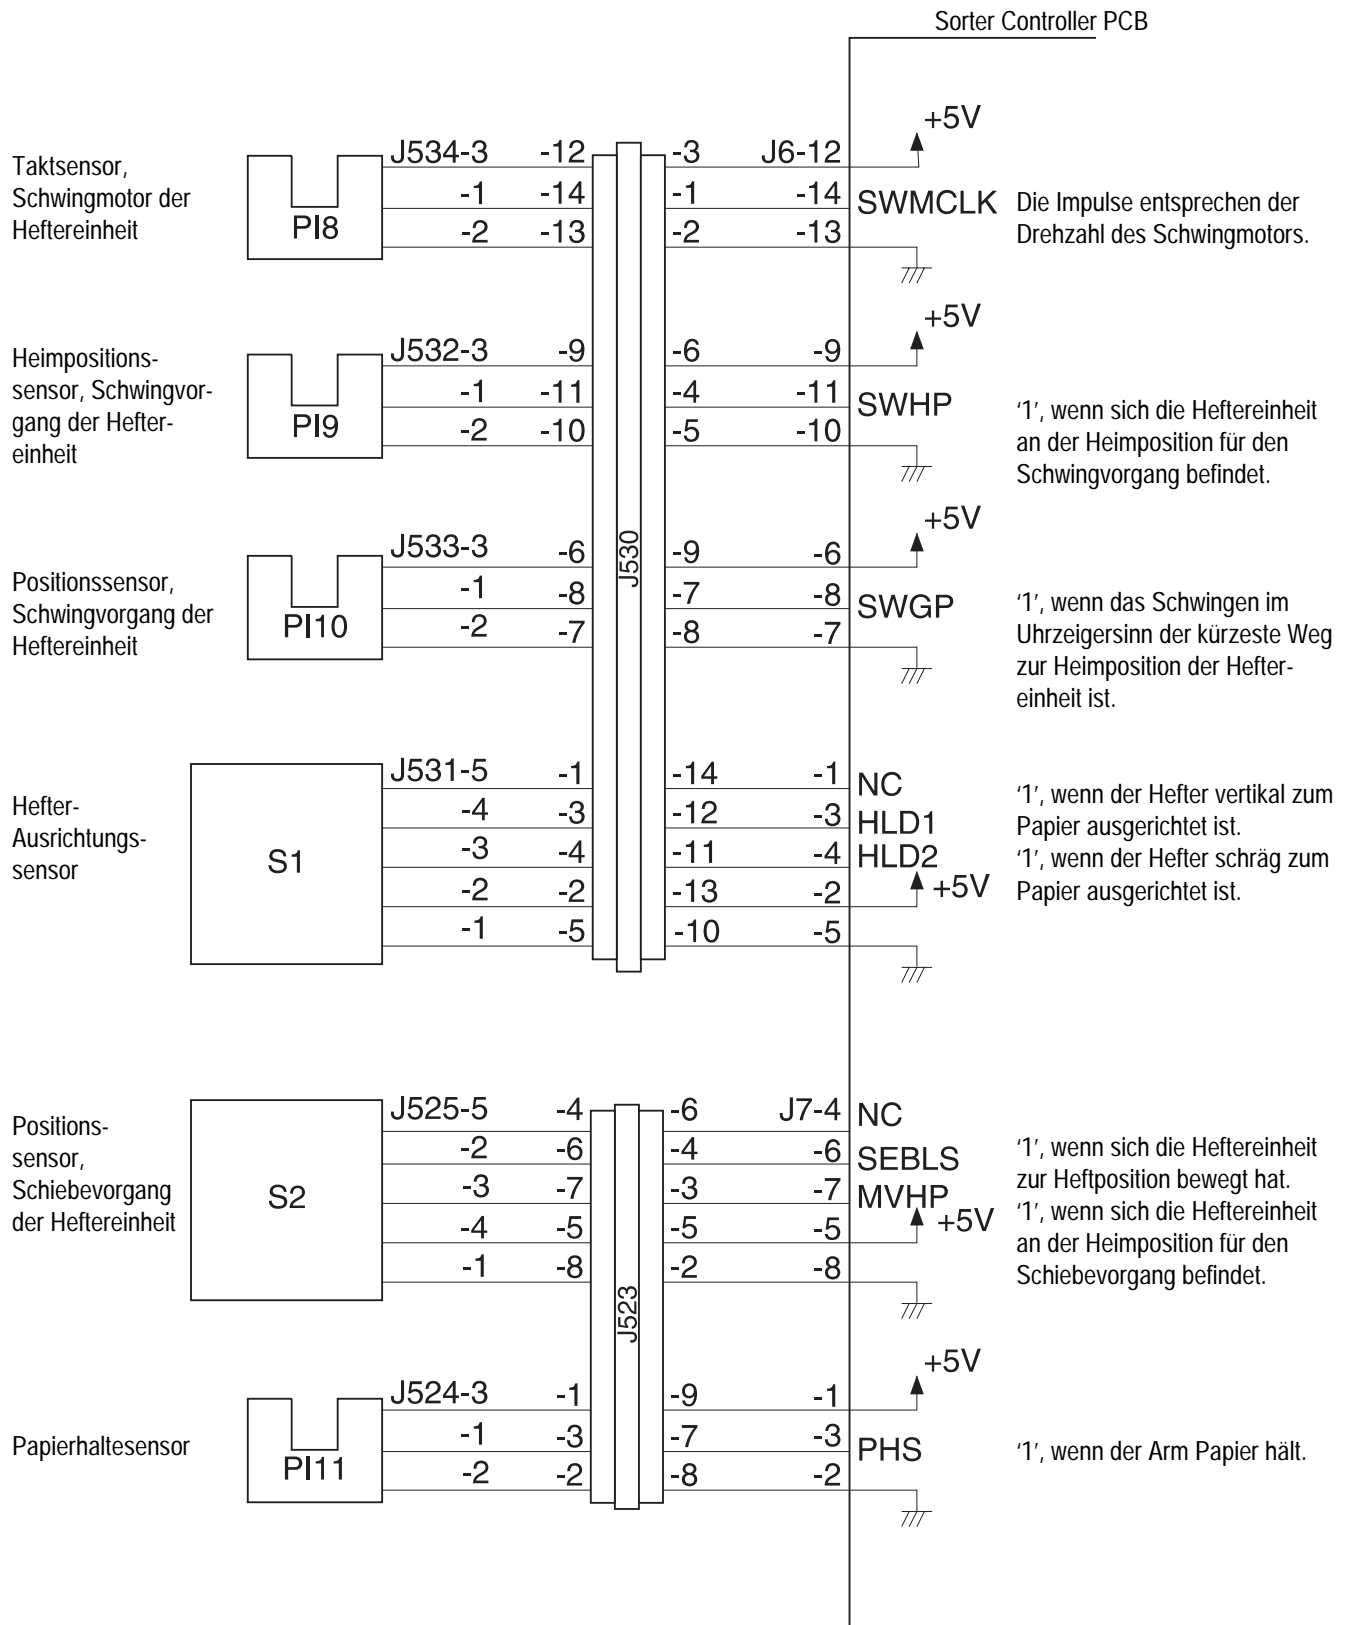 Sorter Controller PCB
+5V
Taktsensor,
Schwingmotor der
Heftereinheit
PI8
J534-3 -12 -3 J6-12
-1 -14 -1 -14 SWMCLK
-2 -13 -2 -13
Die Impulse entsprechen der
Drehzahl des Schwingmotors.
+5V
Heimpositions-
sensor, Schwingvor-
gang der Hefter-
einheit
PI9
J532-3 -9 -6 -9
-1 -11 -4 -11 SWHP
-2 -10 -5 -10
‘1’, wenn sich die Heftereinheit
an der Heimposition für den
Schwingvorgang befindet.
+5V
Positionssensor,
Schwingvorgang der
Heftereinheit
PI10
J533-3 -6 -9 -6
-1 -8 -7 -8 SWGP
-2 -7 -8 -7
‘1’, wenn das Schwingen im
Uhrzeigersinn der kürzeste Weg
zur Heimposition der Hefter-
einheit ist.
J530
Hefter-
Ausrichtungs-
sensor
S1
J531-5 -1 -14 -1 NC
-4 -3 -12 -3 HLD1
-3 -4 -11 -4 HLD2
-2 -2 -13 -2 +5V
-1 -5 -10 -5
‘1’, wenn der Hefter vertikal zum
Papier ausgerichtet ist.
‘1’, wenn der Hefter schräg zum
Papier ausgerichtet ist.
Positions-
sensor,
Schiebevorgang
der Heftereinheit
S2
J525-5 -4 -6 J7-4 NC
-2 -6 -4 -6 SEBLS
-3 -7 -3 -7 MVHP
-4 -5 -5 -5 +5V
-1 -8 -2 -8
‘1’, wenn sich die Heftereinheit
zur Heftposition bewegt hat.
‘1’, wenn sich die Heftereinheit
an der Heimposition für den
Schiebevorgang befindet.
J523
+5V
Papierhaltesensor
PI11
J524-3 -1 -9 -1
-1 -3 -7 -3 PHS
-2 -2 -8 -2
‘1’, wenn der Arm Papier hält.